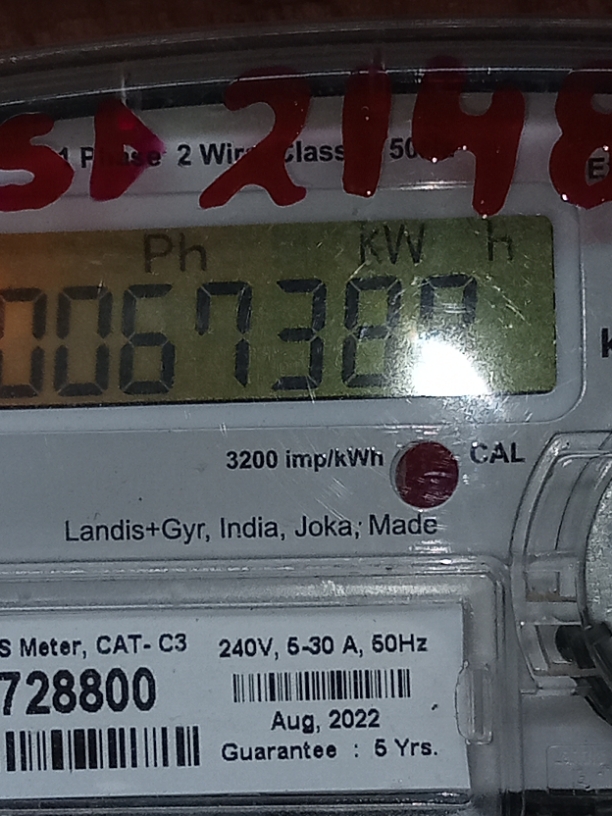 SD 2148
1 Phase 2 Wire Class
Ph kW h
006738
3200 imp/kWh CAL
Landis+Gyr, India, Joka; Made
S Meter, CAT- C3
240V, 5-30 A, 50Hz
728800
Aug, 2022
Guarantee : 5 Yrs.